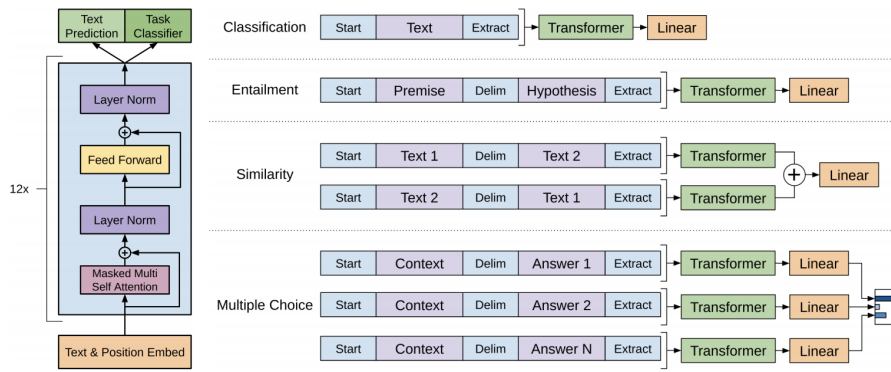 Text
Prediction
Task
Classifier
Layer Norm
Feed Forward
12x
Layer Norm
Masked Multi
Self Attention
Text & Position Embed
Classification
Start Text Extract Transformer Linear
Entailment
Start Premise Delim Hypothesis Extract Transformer Linear
Similarity
Start Text 1 Delim Text 2 Extract Transformer
Linear
Start Text 2 Delim Text 1 Extract Transformer
Multiple Choice
Start Context Delim Answer 1 Extract Transformer Linear
Start Context Delim Answer 2 Extract Transformer Linear
Start Context Delim Answer N Extract Transformer Linear